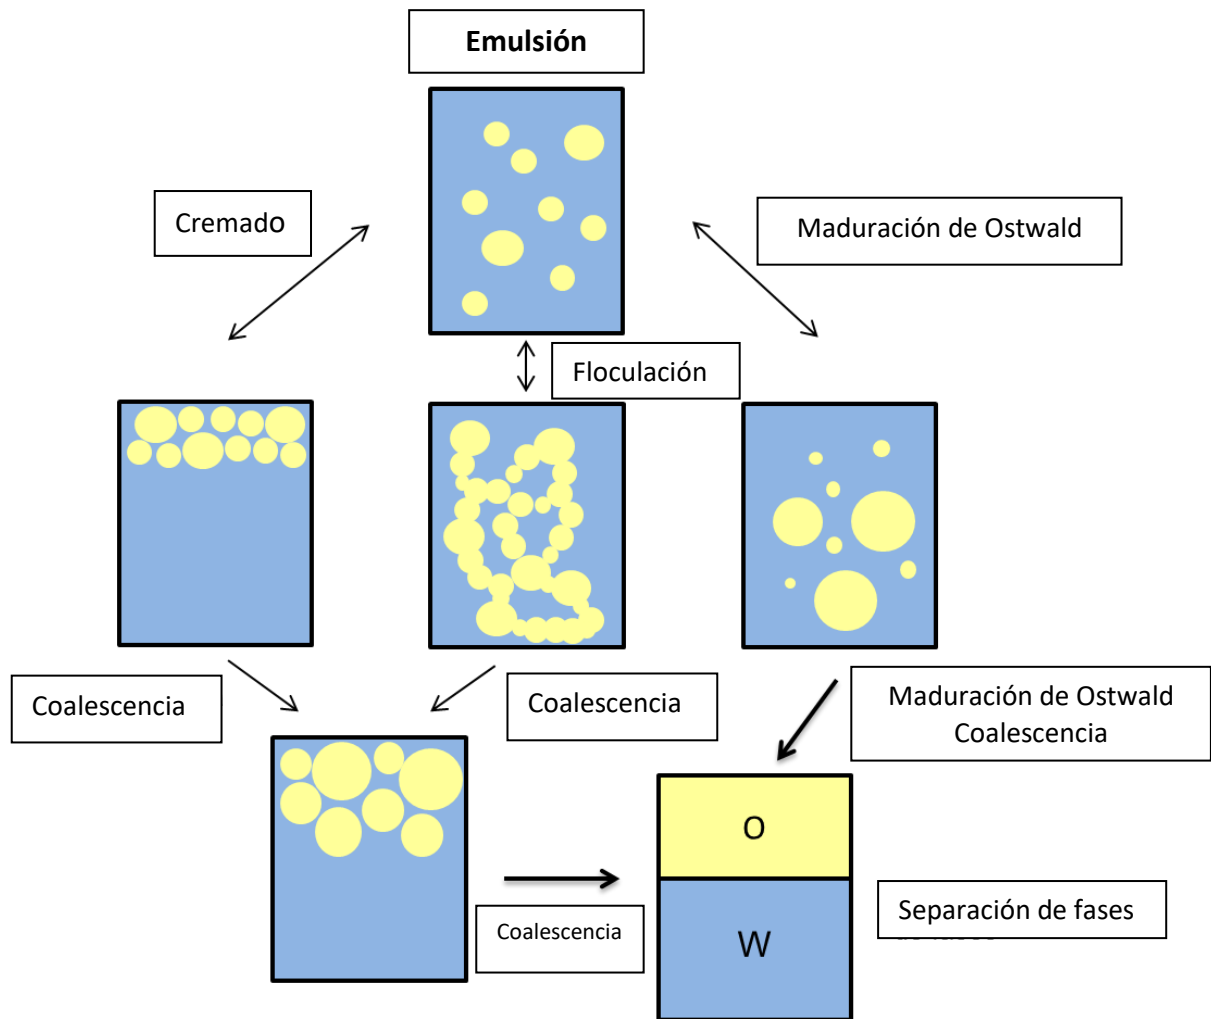 Emulsión
Cremado
Maduración de Ostwald
Floculación
Coalescencia
Coalescencia
Maduración de Ostwald
Coalescencia
O
W
Separación de fases
Coalescencia